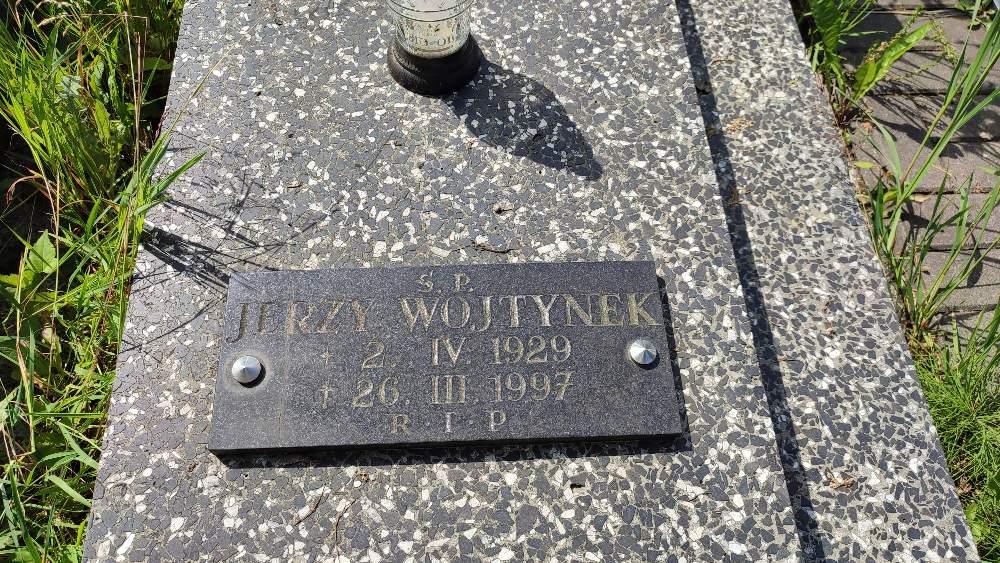 Ś. P.
JERZY WOJTYNEK
* 2. IV. 1929
† 26. III. 1997
R · I · P